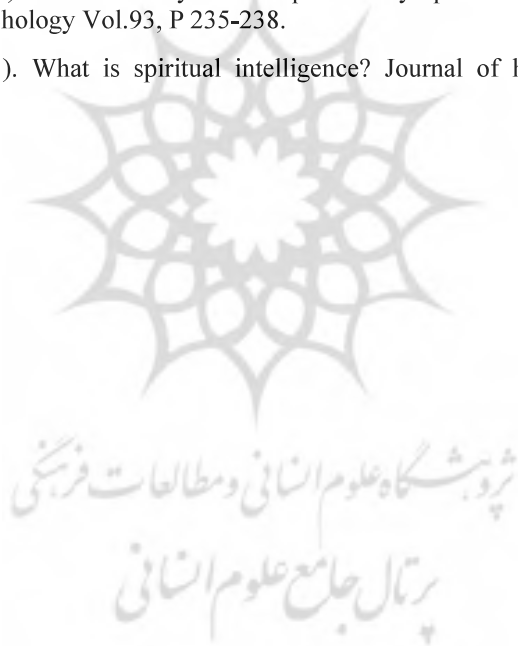 hology Vol.93, P 235-238.
). What is spiritual intelligence? Journal of h
پژوهشگاه علوم انسانی و مطالعات فرهنگی
پرتال جامع علوم انسانی